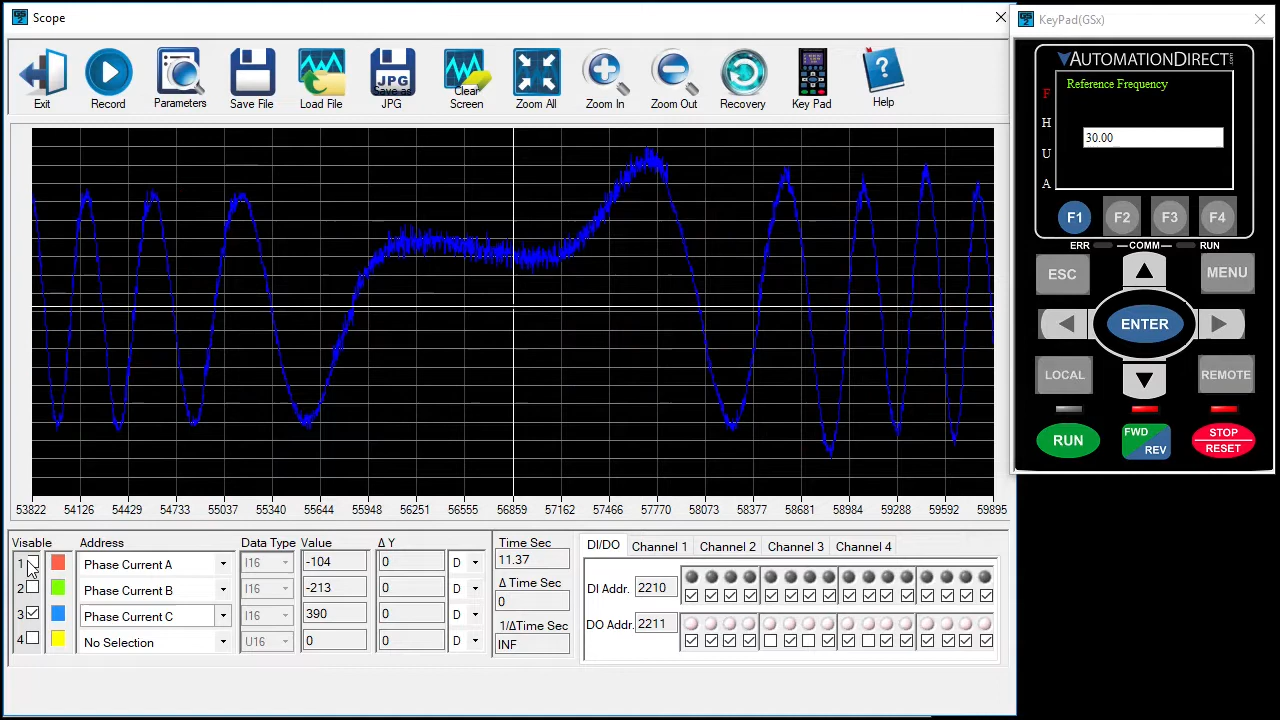 Scope
Exit
Record
Parameters
Save File
Load Files
JPG
Save as
JPG
Clear
Screen
Zoom All
Zoom In
Zoom Out
Recovery
Key Pad
?
Help
53822 54126 54429 54733 55037 55340 55644 55948 56251 56555 56859 57162 57466 57770 58073 58377 58681 58984 59288 59592 59895
Visable Address Data Type Value Δ Y
1 Phase Current A I16 -104 0 D
2 Phase Current B I16 -213 0 D
3 Phase Current C I16 390 0 D
4 No Selection U16 0 0 D
Time Sec
11.37
Δ Time Sec
0
1/ΔTime Sec
INF
DI/DO Channel 1 Channel 2 Channel 3 Channel 4
DI Addr. 2210
DO Addr. 2211
KeyPad(GSx)
AUTOMATIONDIRECT
Reference Frequency
F
H
U
A
30.00
F1 F2 F3 F4
ERR COMM RUN
ESC MENU
ENTER
LOCAL REMOTE
RUN
FWD
REV
STOP
RESET